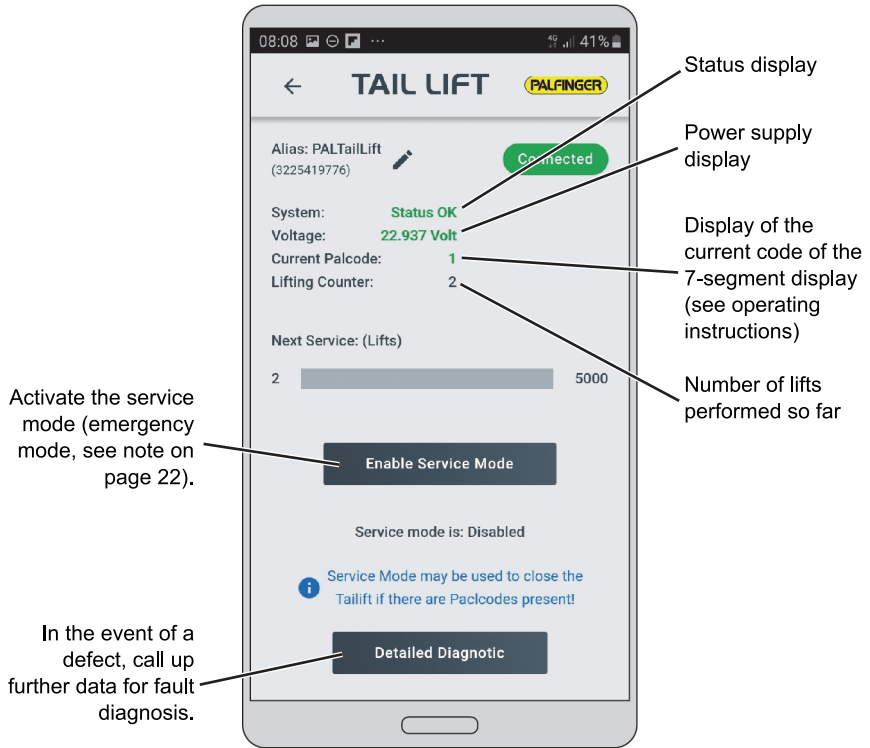 08:08 ... 4G 41%
← TAIL LIFT PALFINGER
Alias: PALTailLift
(3225419776)
Connected
System: Status OK
Voltage: 22.937 Volt
Current Palcode: 1
Lifting Counter: 2
Next Service: (Lifts)
2 5000
Enable Service Mode
Service mode is: Disabled
Service Mode may be used to close the
Tailift if there are Paclcodes present!
Detailed Diagnotic
Status display
Power supply
display
Display of the
current code of the
7-segment display
(see operating
instructions)
Number of lifts
performed so far
Activate the service
mode (emergency
mode, see note on
page 22).
In the event of a
defect, call up
further data for fault
diagnosis.